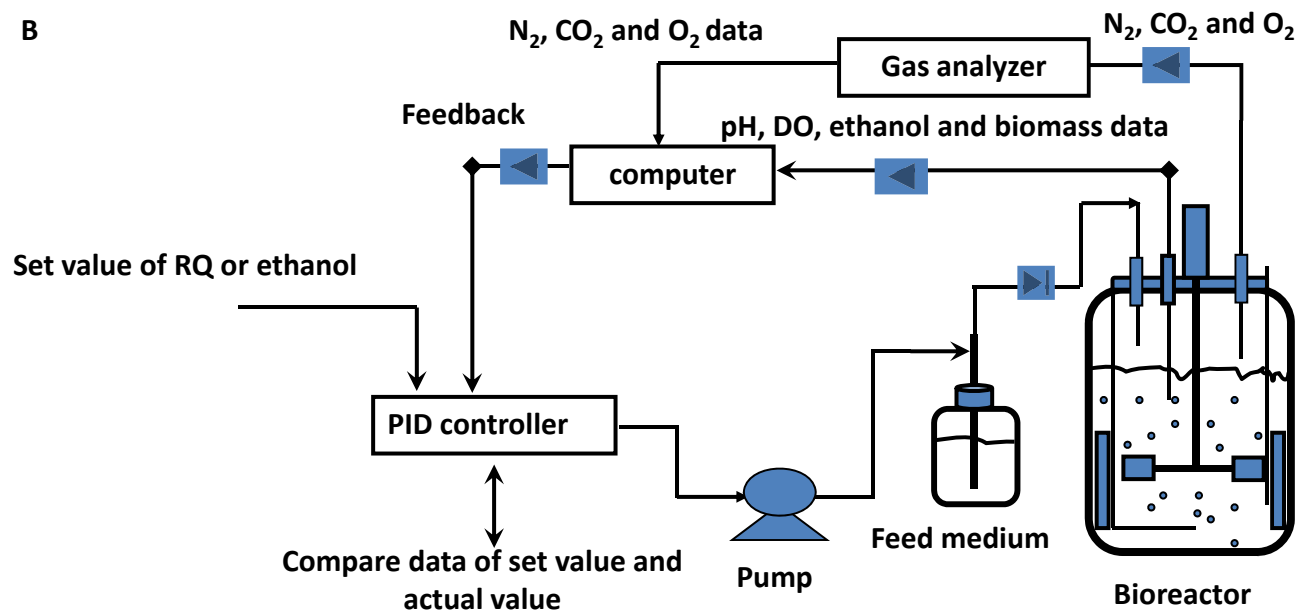 B
N₂, CO₂ and O₂ data
N₂, CO₂ and O₂
Gas analyzer
Feedback
pH, DO, ethanol and biomass data
computer
Set value of RQ or ethanol
PID controller
Compare data of set value and
actual value
Pump
Feed medium
Bioreactor